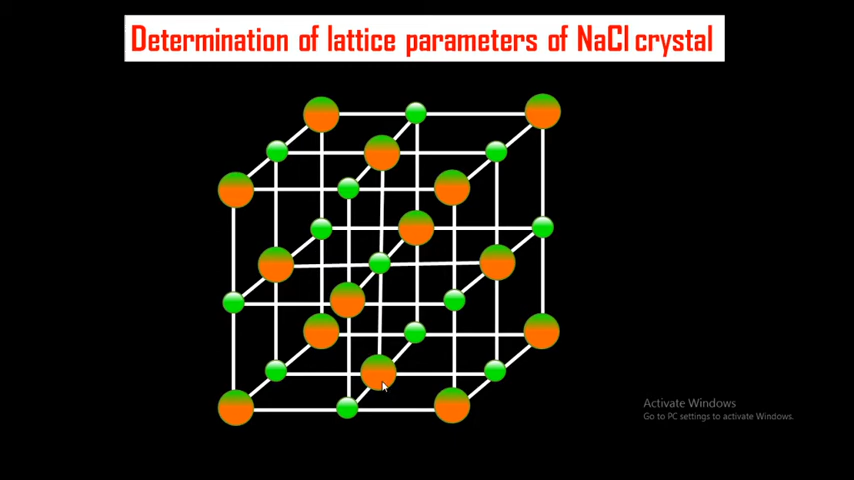 Determination of lattice parameters of NaCl crystal
Activate Windows
Go to PC settings to activate Windows.